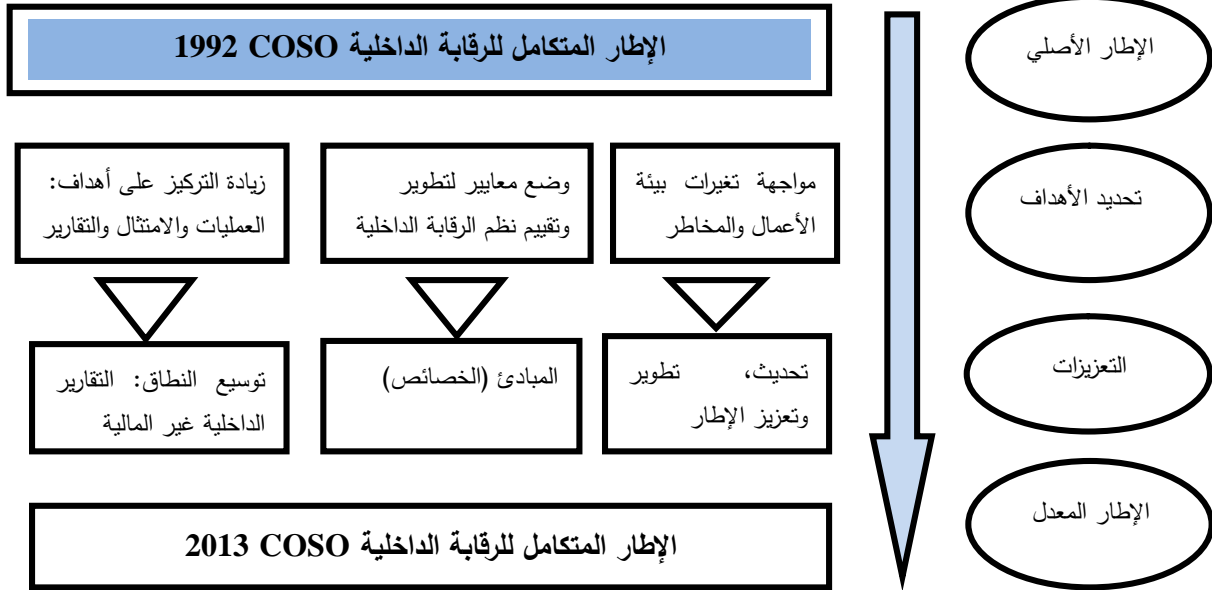 الإطار الأصلي
الإطار المتكامل للرقابة الداخلية COSO 1992
تحديد الأهداف
مواجهة تغيرات بيئة
الأعمال والمخاطر
وضع معايير لتطوير
وتقييم نظم الرقابة الداخلية
زيادة التركيز على أهداف:
العمليات والامتثال والتقارير
التعزيزات
تحديث، تطوير
وتعزيز الإطار
المبادئ (الخصائص)
توسيع النطاق: التقارير
الداخلية غير المالية
الإطار المعدل
الإطار المتكامل للرقابة الداخلية COSO 2013